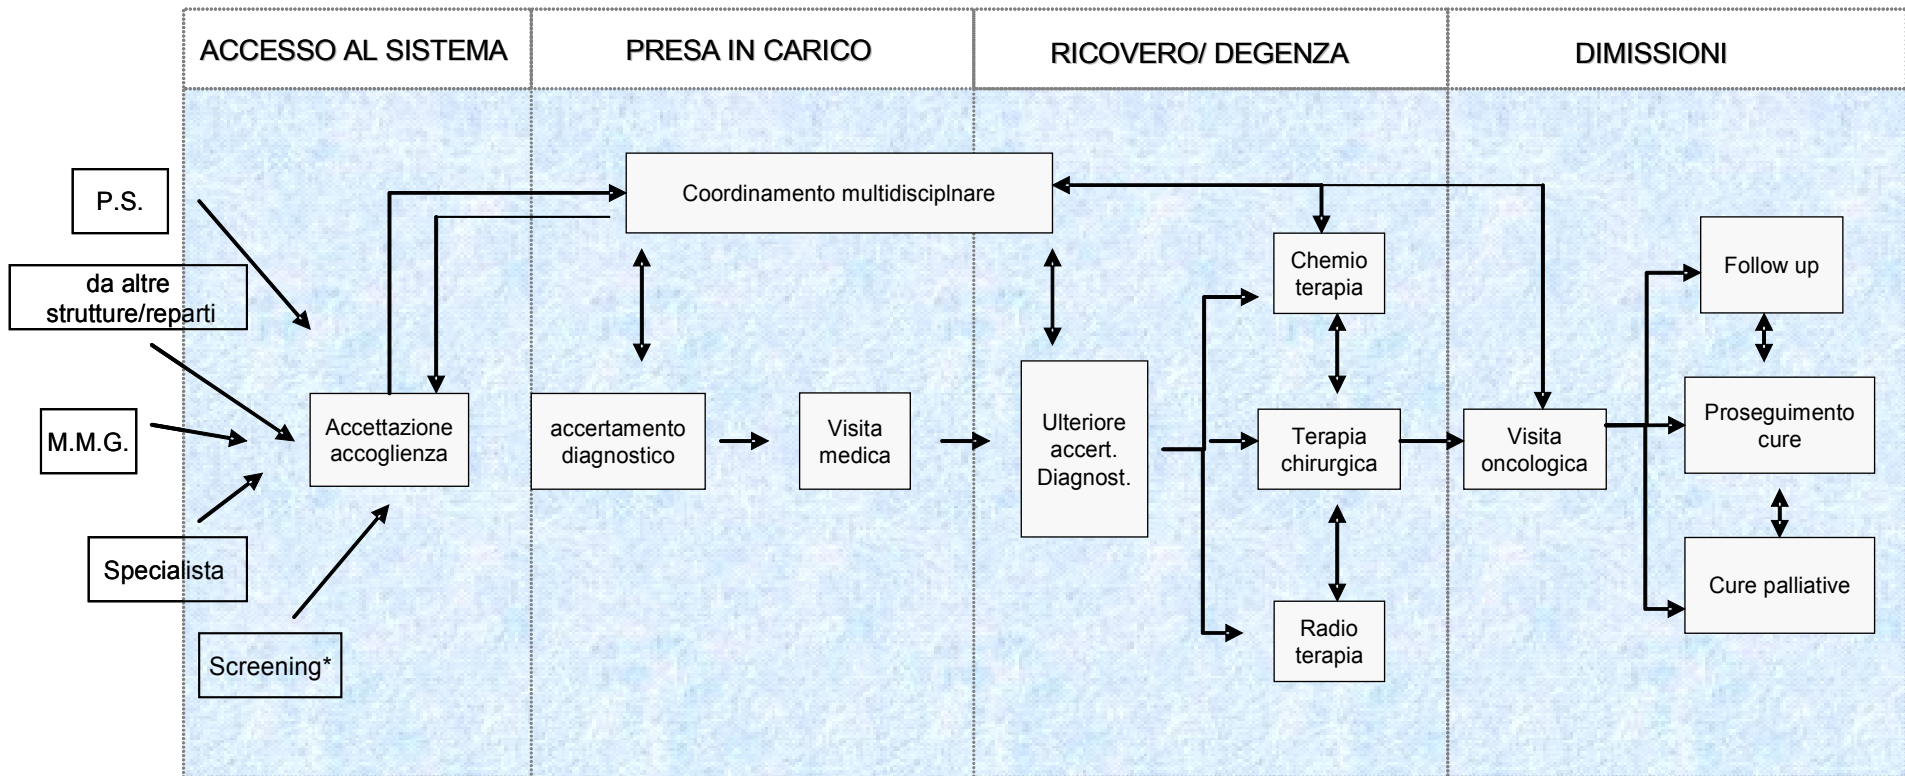 ACCESSO AL SISTEMA
PRESA IN CARICO
RICOVERO/ DEGENZA
DIMISSIONI
P.S.
da altre
strutture/reparti
M.M.G.
Specialista
Screening*
Accettazione
accoglienza
Coordinamento multidisciplnare
accertamento
diagnostico
Visita
medica
Ulteriore
accert.
Diagnost.
Chemio
terapia
Terapia
chirurgica
Radio
terapia
Visita
oncologica
Follow up
Proseguimento
cure
Cure palliative